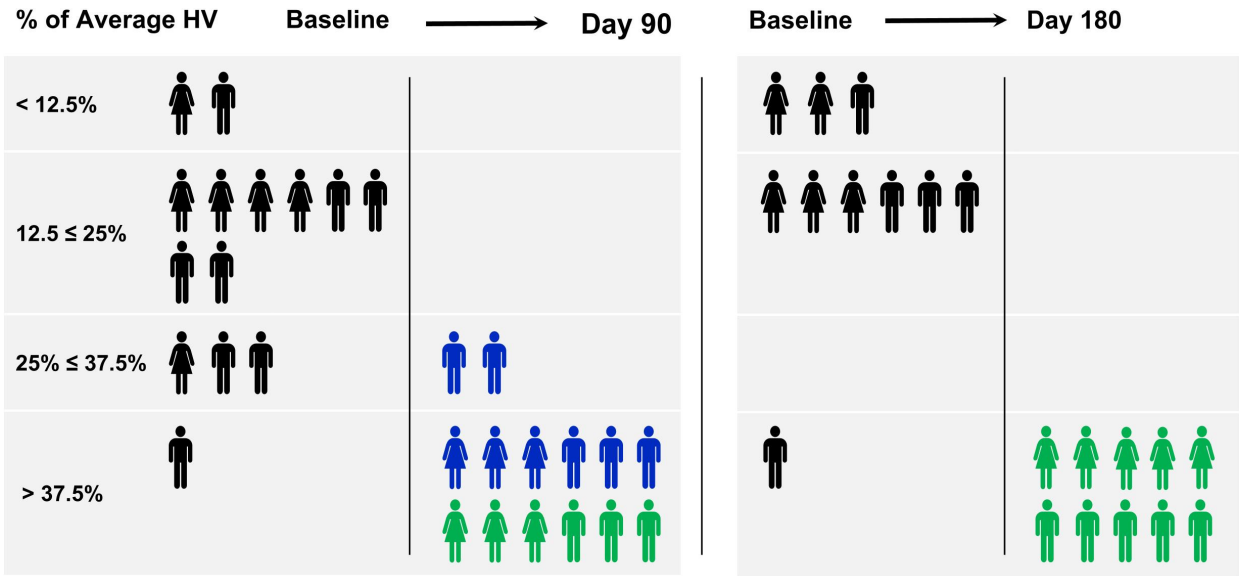 % of Average HV Baseline Day 90 Baseline Day 180
< 12.5%
12.5 ≤ 25%
25% ≤ 37.5%
> 37.5%